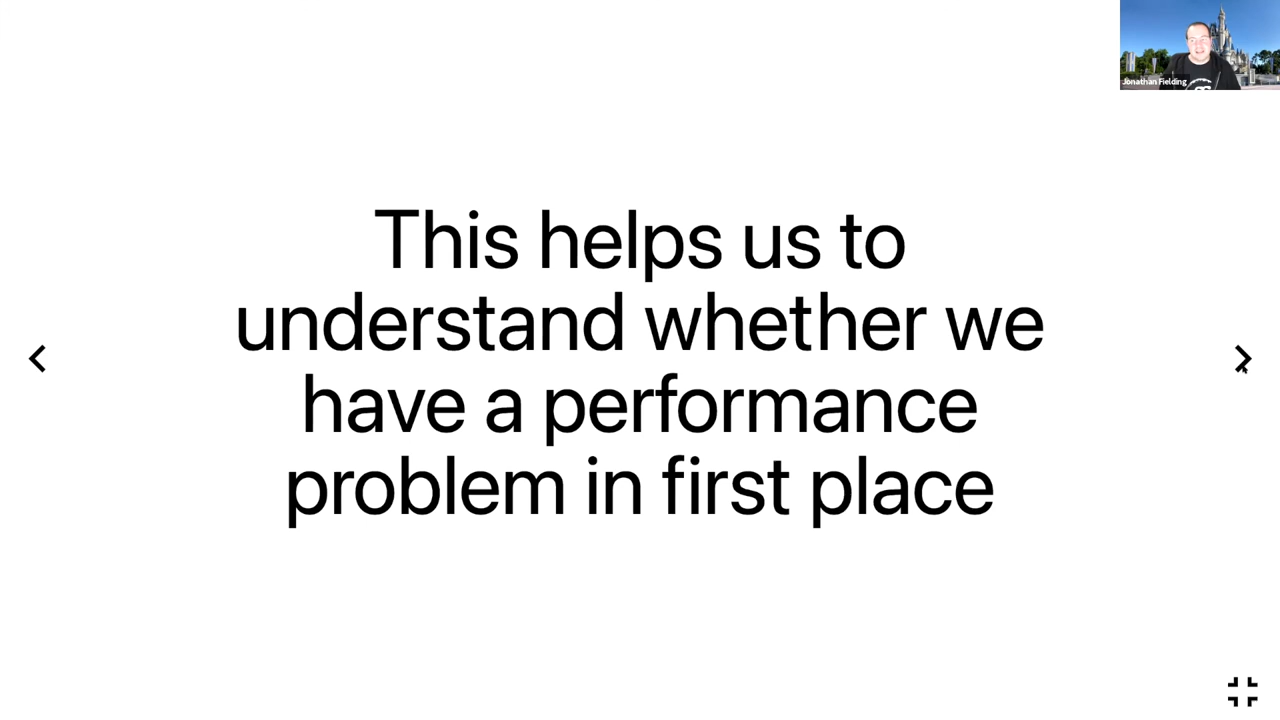 Jonathan Fielding
This helps us to
understand whether we
have a performance
problem in first place